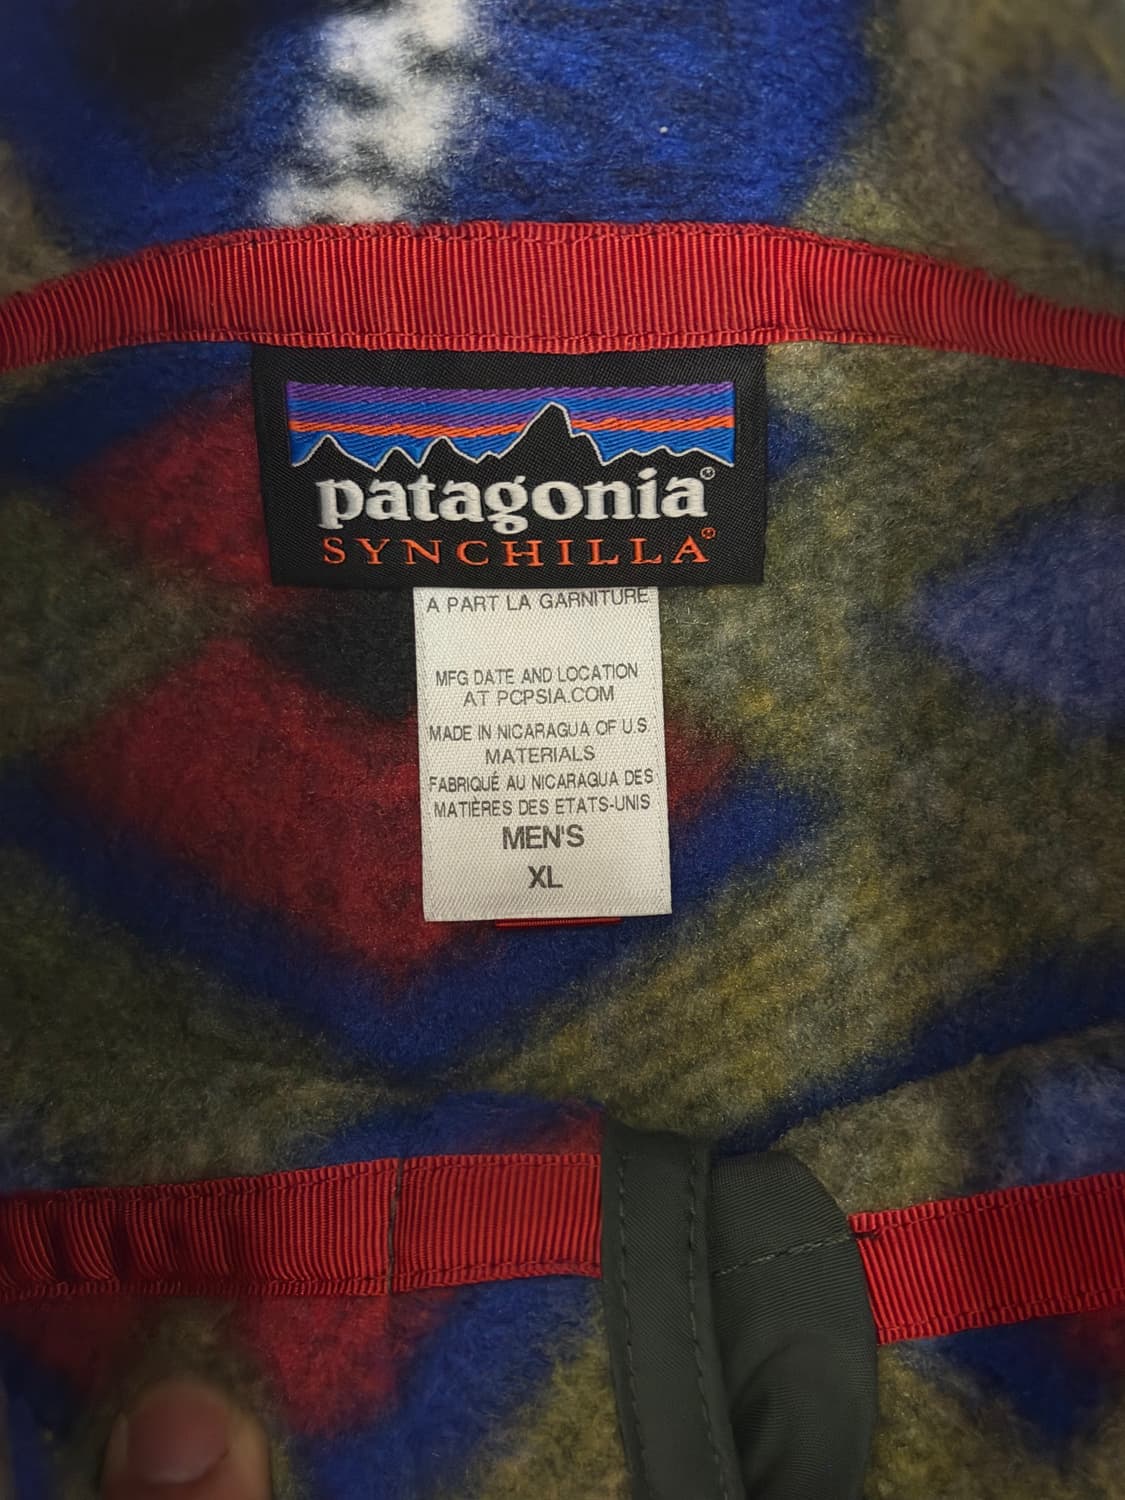 patagonia®
SYNCHILLA®
A PART LA GARNITURE
MFG DATE AND LOCATION
AT PCPSIA.COM
MADE IN NICARAGUA OF U.S.
MATERIALS
FABRIQUÉ AU NICARAGUA DES
MATIÈRES DES ETATS-UNIS
MEN'S
XL